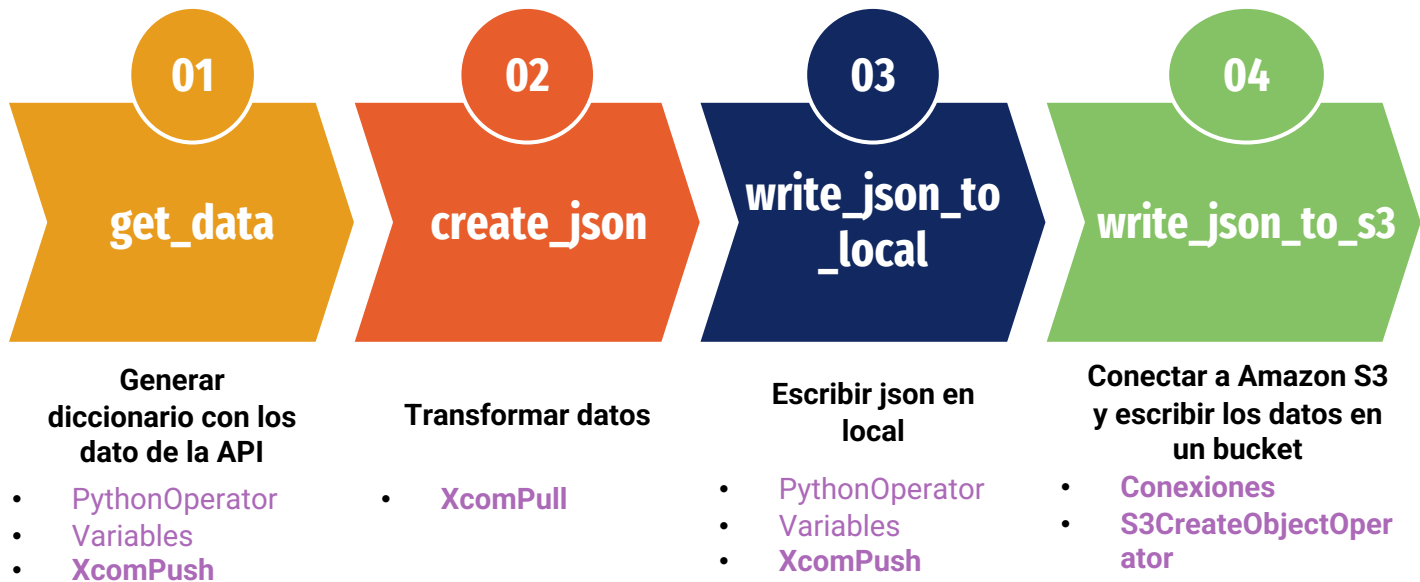 01
get_data
Generar
diccionario con los
dato de la API
• PythonOperator
• Variables
• XcomPush
02
create_json
Transformar datos
• XcomPull
03
write_json_to
_local
Escribir json en
local
• PythonOperator
• Variables
• XcomPush
04
write_json_to_s3
Conectar a Amazon S3
y escribir los datos en
un bucket
• Conexiones
• S3CreateObjectOper
ator